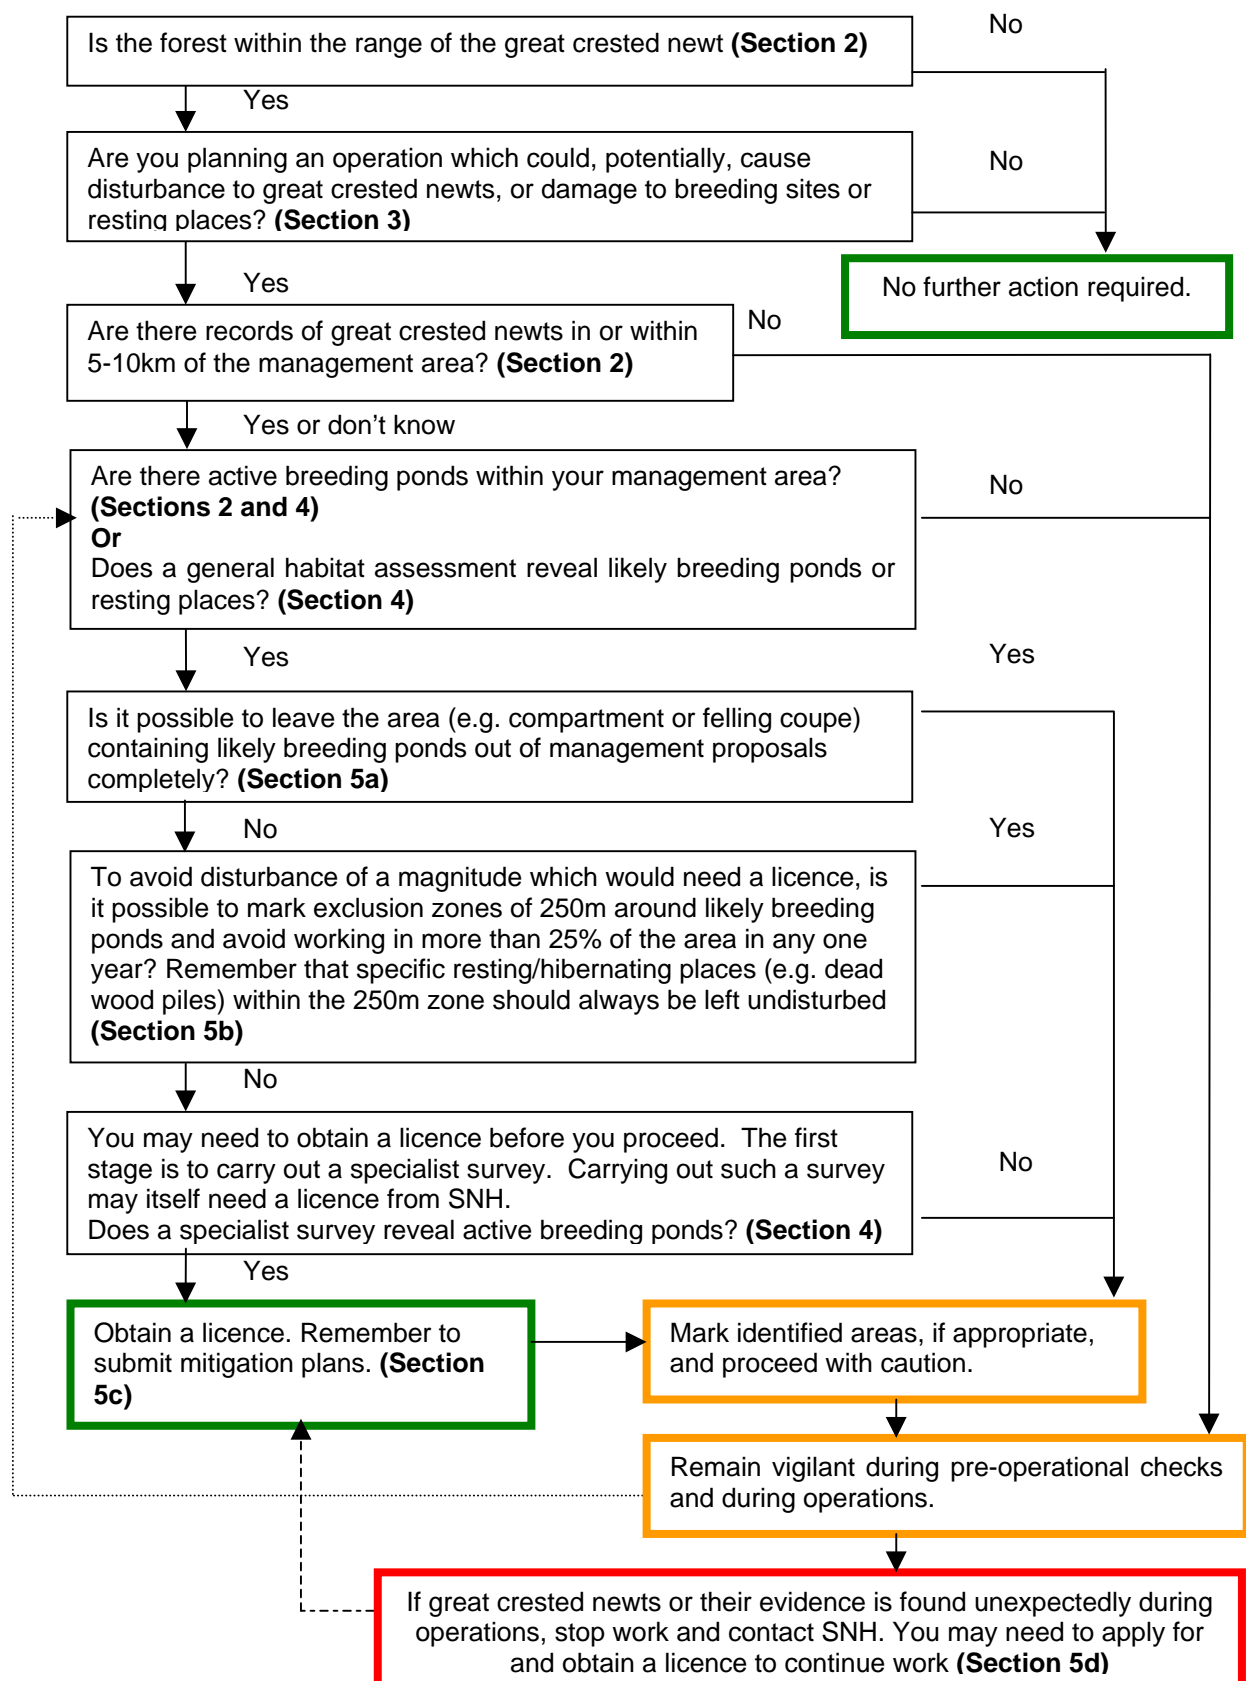 No
Is the forest within the range of the great crested newt (Section 2)
Yes
Are you planning an operation which could, potentially, cause
disturbance to great crested newts, or damage to breeding sites or
resting places? (Section 3)
No
Yes
No further action required.
Are there records of great crested newts in or within
5-10km of the management area? (Section 2)
No
Yes or don’t know
Are there active breeding ponds within your management area?
(Sections 2 and 4)
Or
Does a general habitat assessment reveal likely breeding ponds or
resting places? (Section 4)
No
Yes
Yes
Is it possible to leave the area (e.g. compartment or felling coupe)
containing likely breeding ponds out of management proposals
completely? (Section 5a)
No
Yes
To avoid disturbance of a magnitude which would need a licence, is
it possible to mark exclusion zones of 250m around likely breeding
ponds and avoid working in more than 25% of the area in any one
year? Remember that specific resting/hibernating places (e.g. dead
wood piles) within the 250m zone should always be left undisturbed
(Section 5b)
No
You may need to obtain a licence before you proceed. The first
stage is to carry out a specialist survey. Carrying out such a survey
may itself need a licence from SNH.
Does a specialist survey reveal active breeding ponds? (Section 4)
No
Yes
Obtain a licence. Remember to
submit mitigation plans. (Section
5c)
Mark identified areas, if appropriate,
and proceed with caution.
Remain vigilant during pre-operational checks
and during operations.
If great crested newts or their evidence is found unexpectedly during
operations, stop work and contact SNH. You may need to apply for
and obtain a licence to continue work (Section 5d)